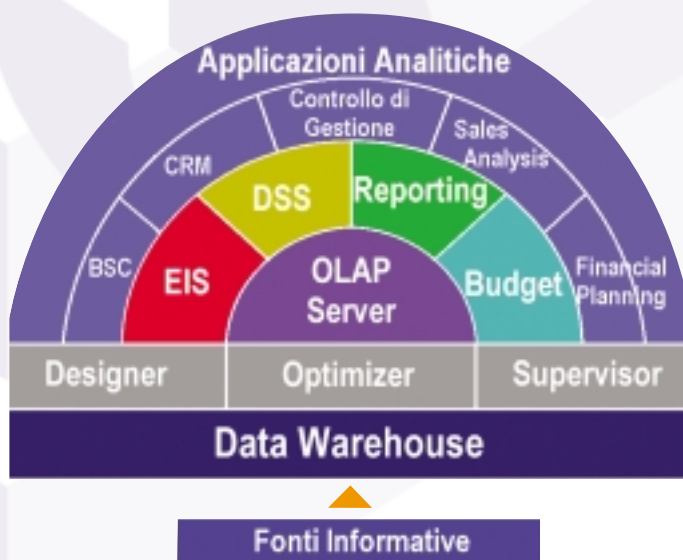 Applicazioni Analitiche
Controllo di
Gestione
Sales
Analysis
CRM
DSS
Reporting
BSC
EIS
OLAP
Server
Budget
Financial
Planning
Designer
Optimizer
Supervisor
Data Warehouse
Fonti Informative